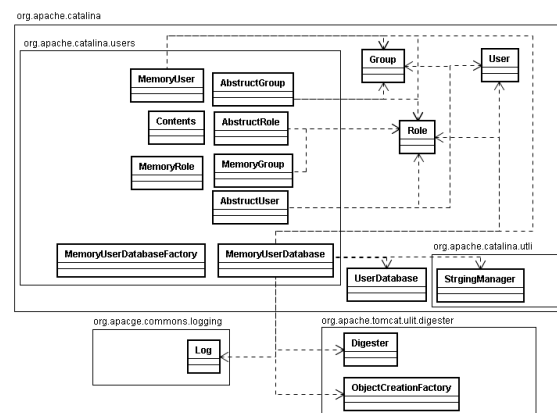 org.apache.catalina
org.apache.catalina.users
MemoryUser
AbstructGroup
Group
User
Contents
AbstructRole
Role
MemoryRole
MemoryGroup
AbstructUser
MemoryUserDatabaseFactory
MemoryUserDatabase
org.apache.catalina.utli
UserDatabase
StrgingManager
org.apacge.commons.logging
Log
org.apache.tomcat.ulit.digester
Digester
ObjectCreationFactory